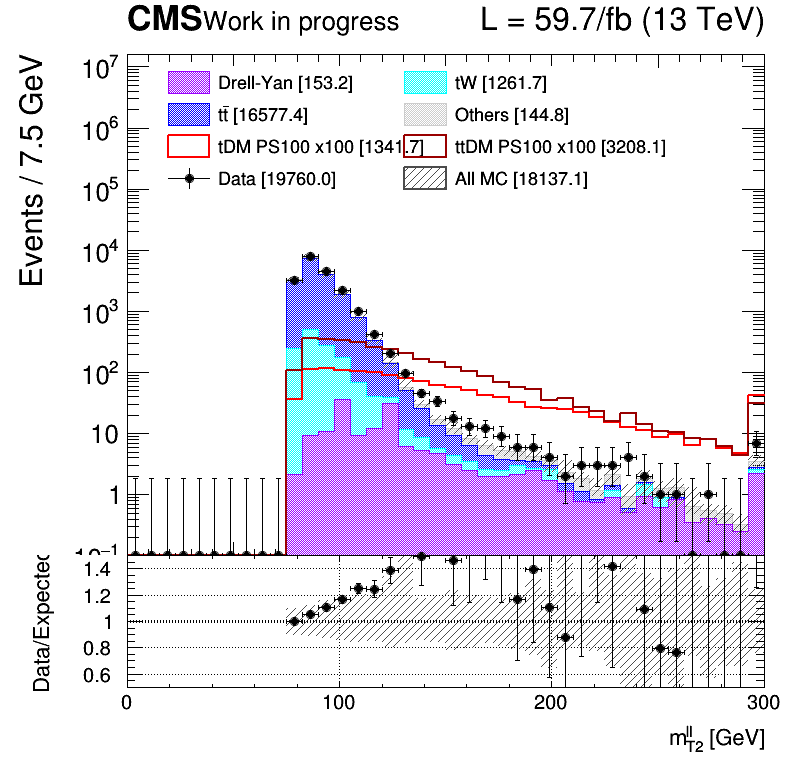 CMS Work in progress L = 59.7/fb (13 TeV)
Events / 7.5 GeV
10⁷
10⁶
10⁵
10⁴
10³
10²
10
1
10⁻¹
Drell-Yan [153.2] tW [1261.7]
tt̄ [16577.4] Others [144.8]
tDM PS100 x100 [1341.7] ttDM PS100 x100 [3208.1]
Data [19760.0] All MC [18137.1]
Data/Expected
1.4
1.2
1
0.8
0.6
0 100 200 300
m_{T2}^{ll} [GeV]